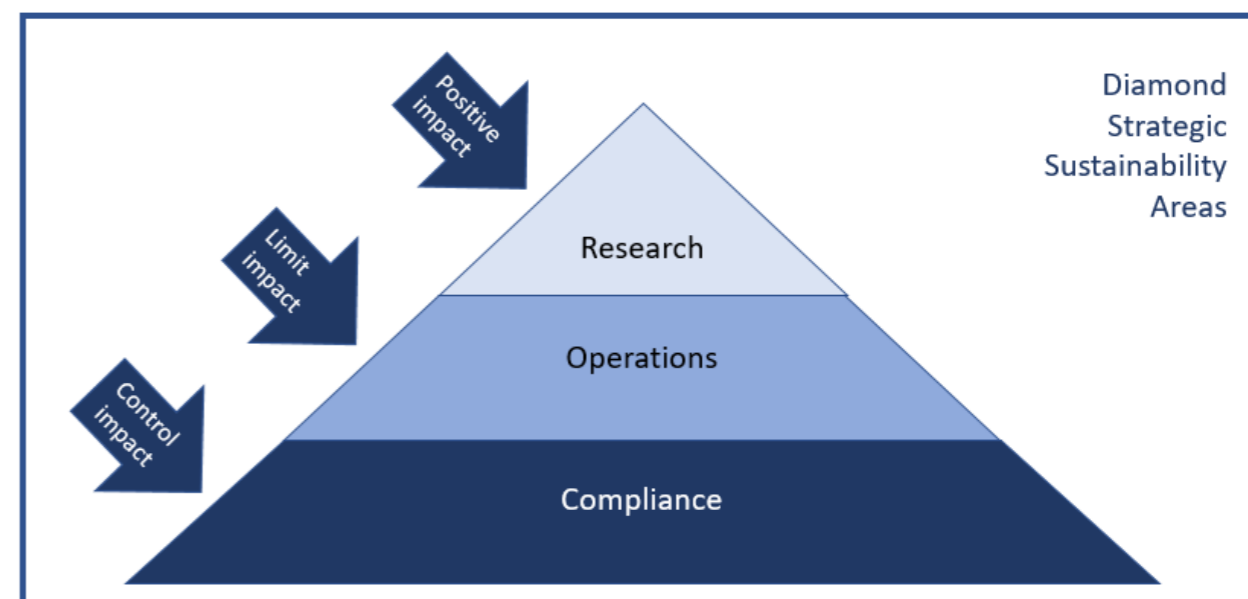 Positive
impact
Diamond
Strategic
Sustainability
Areas
Limit
impact
Research
Operations
Control
impact
Compliance